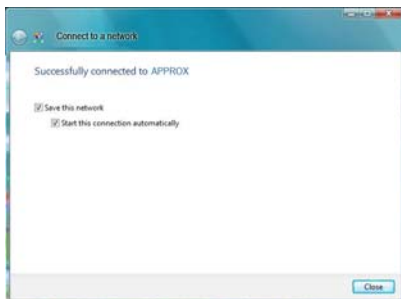 Connect to a network
Successfully connected to APPROX
Save this network
Start this connection automatically
Close